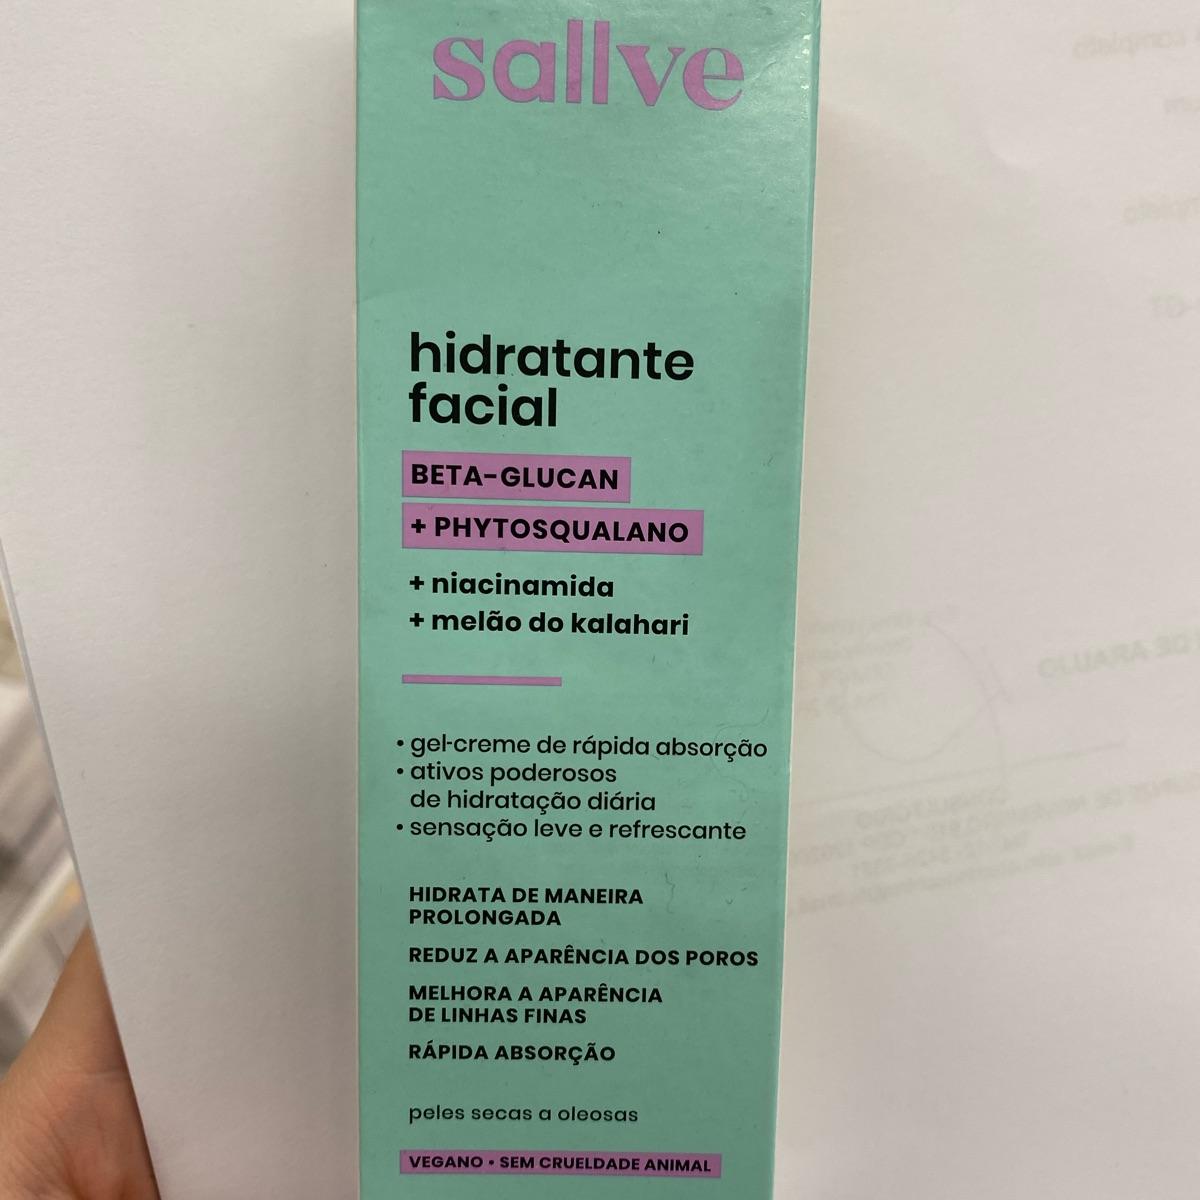 sallve
hidratante
facial
BETA-GLUCAN
+ PHYTOSQUALANO
+ niacinamida
+ melão do kalahari
• gel-creme de rápida absorção
• ativos poderosos
de hidratação diária
• sensação leve e refrescante
HIDRATA DE MANEIRA
PROLONGADA
REDUZ A APARÊNCIA DOS POROS
MELHORA A APARÊNCIA
DE LINHAS FINAS
RÁPIDA ABSORÇÃO
peles secas a oleosas
VEGANO • SEM CRUELDADE ANIMAL
DE ARAUJO